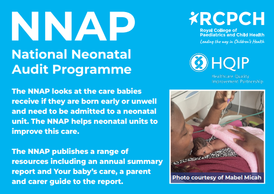 NNAP
National Neonatal
Audit Programme
The NNAP looks at the care babies
receive if they are born early or unwell
and need to be admitted to a neonatal
unit. The NNAP helps neonatal units to
improve this care.
The NNAP publishes a range of
resources including an annual summary
report and Your baby's care, a parent
and carer guide to the report.
RCPCH
Royal College of
Paediatrics and Child Health
Leading the way in Children's Health
HQIP
Healthcare Quality
Improvement Partnership
Photo courtesy of Mabel Micah